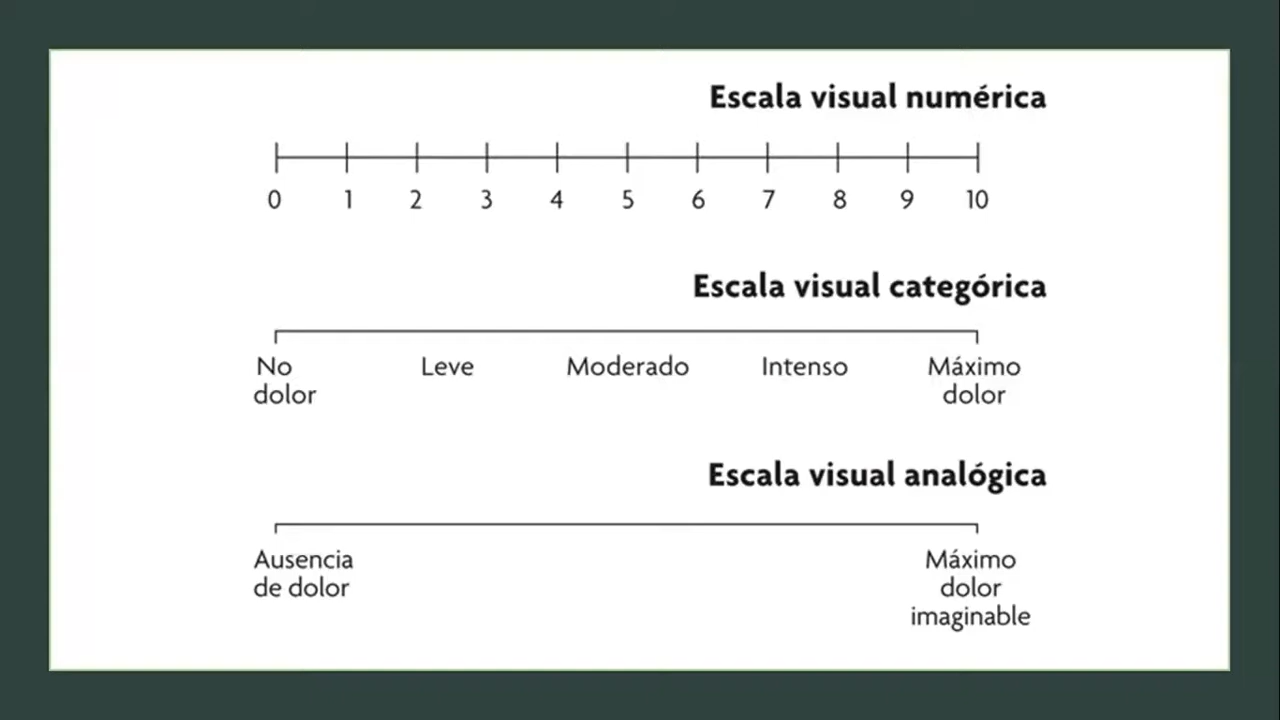 Escala visual numérica
0 1 2 3 4 5 6 7 8 9 10
Escala visual categórica
No dolor Leve Moderado Intenso Máximo dolor
Escala visual analógica
Ausencia de dolor
Máximo dolor imaginable